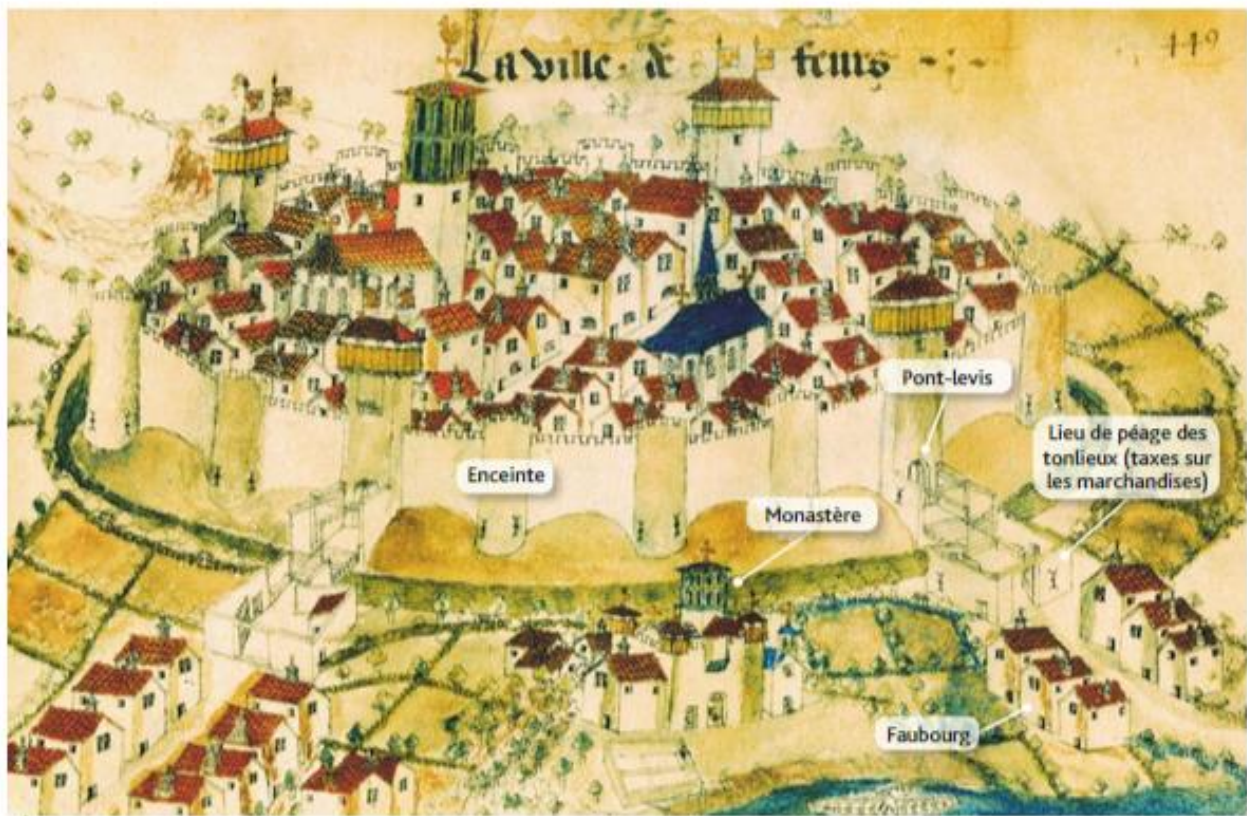 La ville de feurs
119
Pont-levis
Lieu de péage des
tonlieux (taxes sur
les marchandises)
Enceinte
Monastère
Faubourg